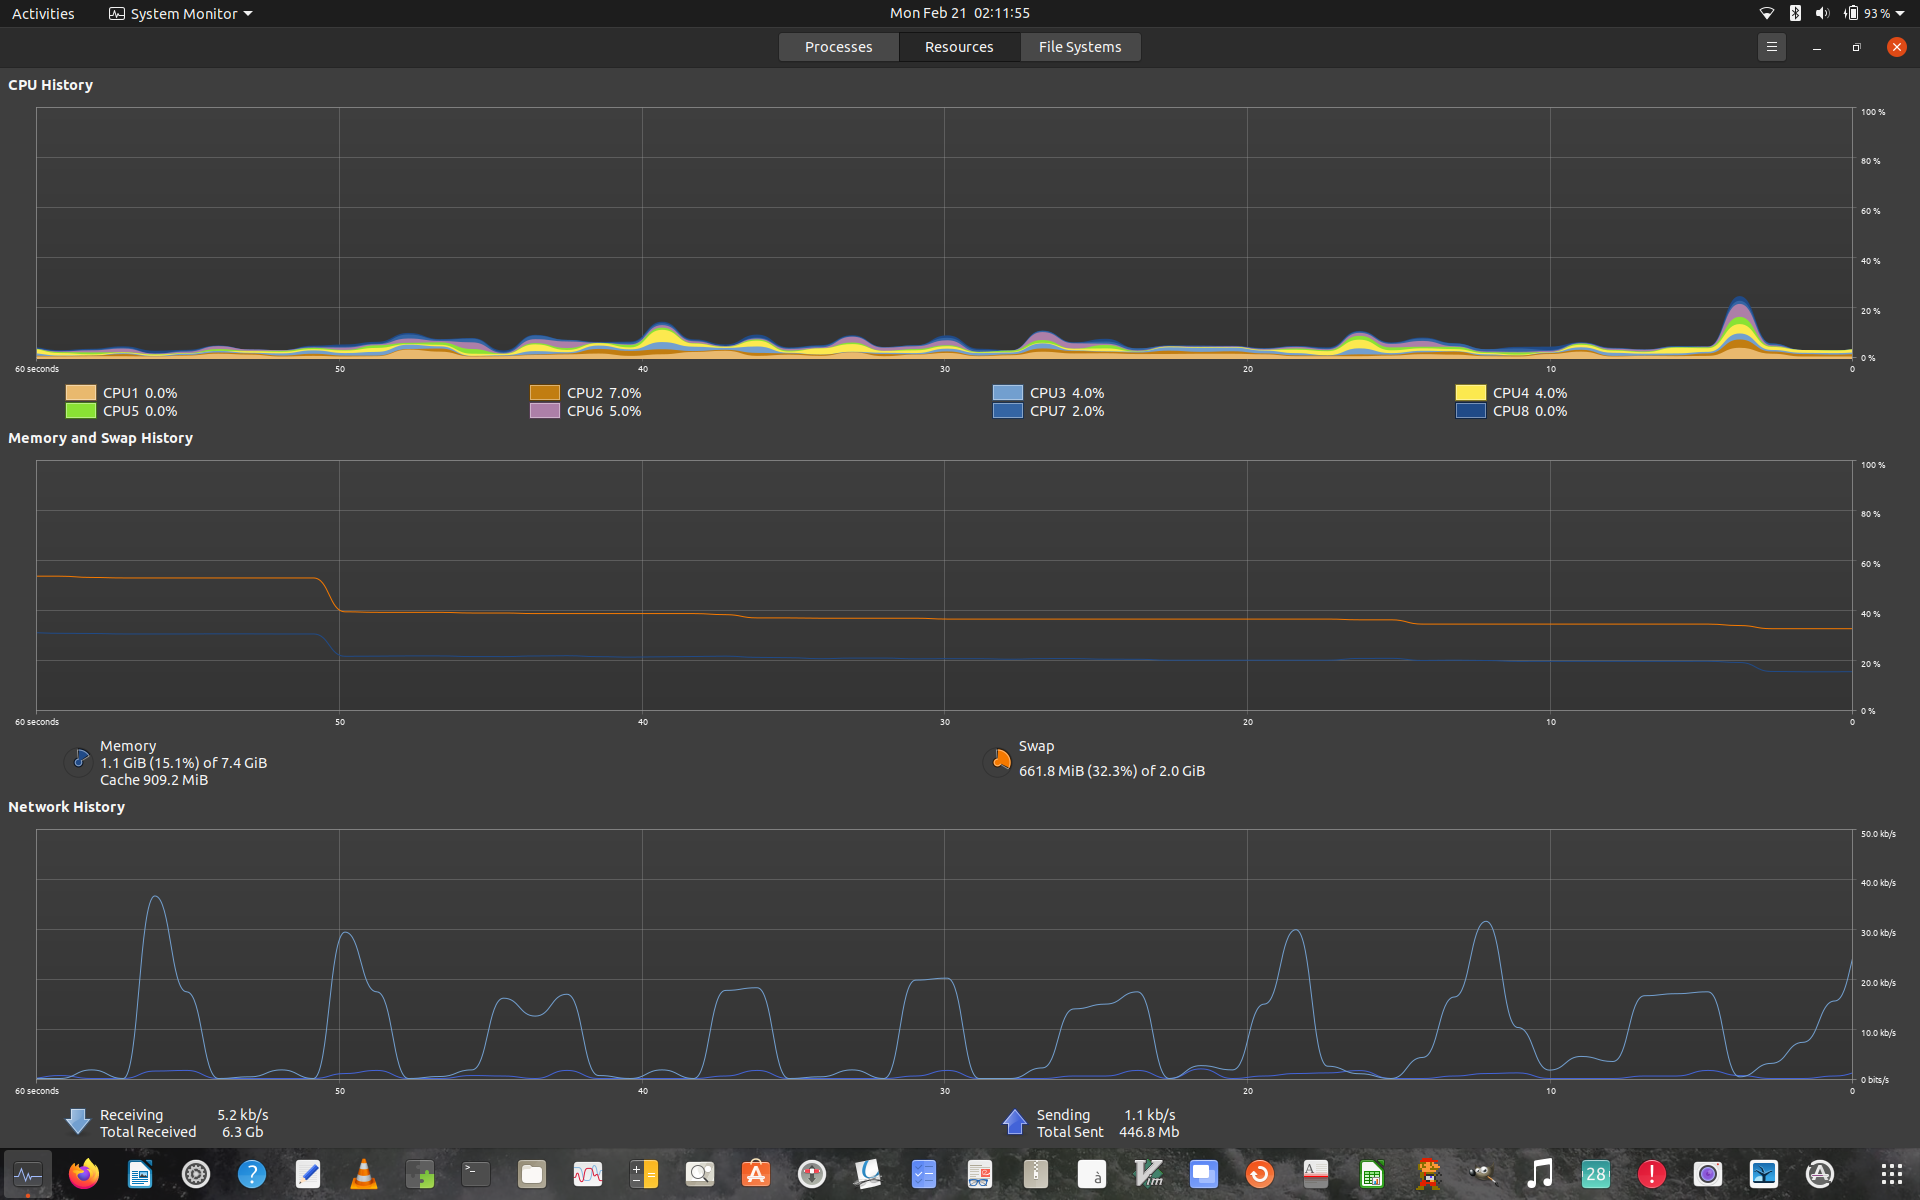 Activities System Monitor Mon Feb 21 02:11:55 93 %
Processes Resources File Systems
CPU History
100 %
80 %
60 %
40 %
20 %
0 %
60 seconds 50 40 30 20 10 0
CPU1 0.0% CPU2 7.0% CPU3 4.0% CPU4 4.0%
CPU5 0.0% CPU6 5.0% CPU7 2.0% CPU8 0.0%
Memory and Swap History
100 %
80 %
60 %
40 %
20 %
0 %
60 seconds 50 40 30 20 10 0
Memory
1.1 GiB (15.1%) of 7.4 GiB
Cache 909.2 MiB
Swap
661.8 MiB (32.3%) of 2.0 GiB
Network History
50.0 kb/s
40.0 kb/s
30.0 kb/s
20.0 kb/s
10.0 kb/s
0 bits/s
60 seconds 50 40 30 20 10 0
Receiving 5.2 kb/s
Total Received 6.3 Gb
Sending 1.1 kb/s
Total Sent 446.8 Mb
? >_ à Vim A 28 !